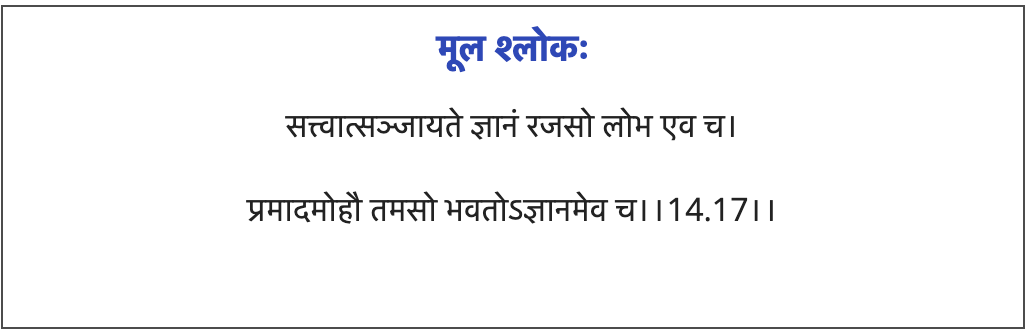 मूल श्लोकः
सत्त्वात्सञ्जायते ज्ञानं रजसो लोभ एव च।
प्रमादमोहौ तमसो भवतोऽज्ञानमेव च।।14.17।।